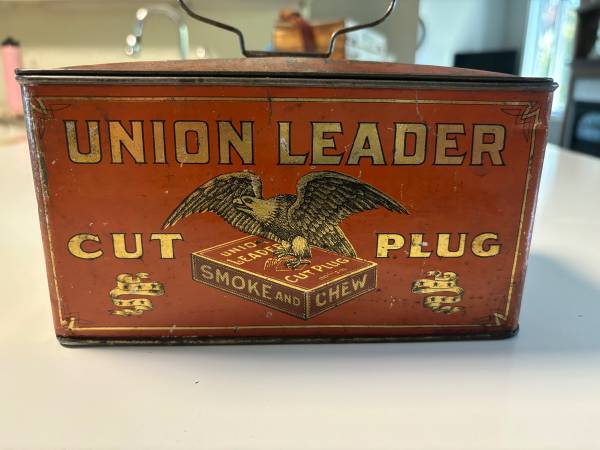 UNION LEADER
CUT PLUG
UNION
LEADER
CUT PLUG
SMOKE AND CHEW